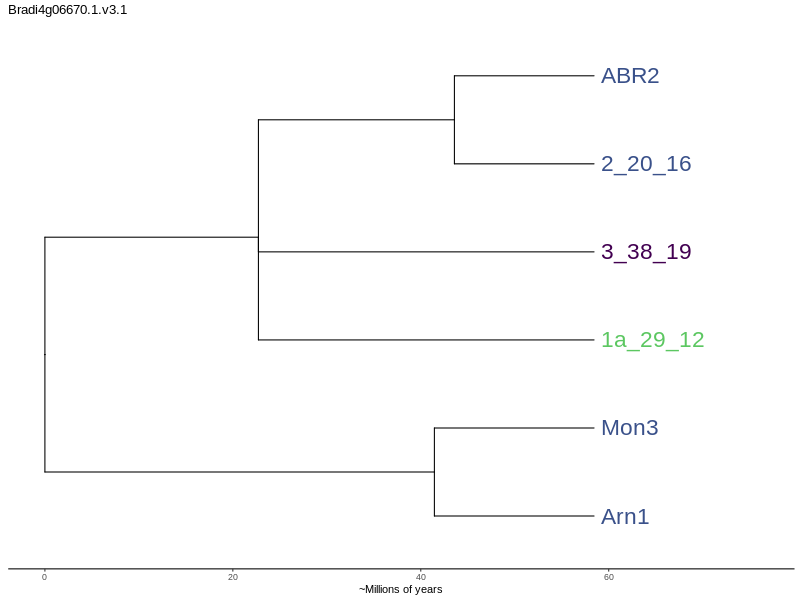 Bradi4g06670.1.v3.1
ABR2
2_20_16
3_38_19
1a_29_12
Mon3
Arn1
0 20 40 60
~Millions of years